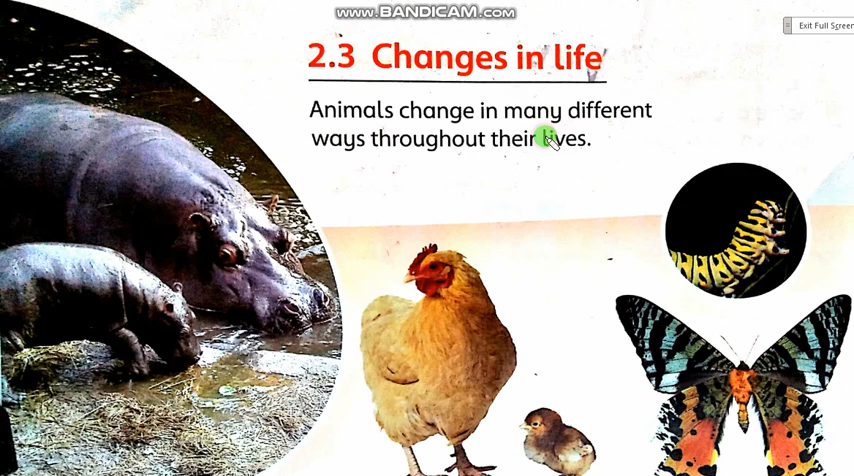 www.BANDICAM.com
Exit Full Screen
2.3 Changes in life
Animals change in many different
ways throughout their lives.